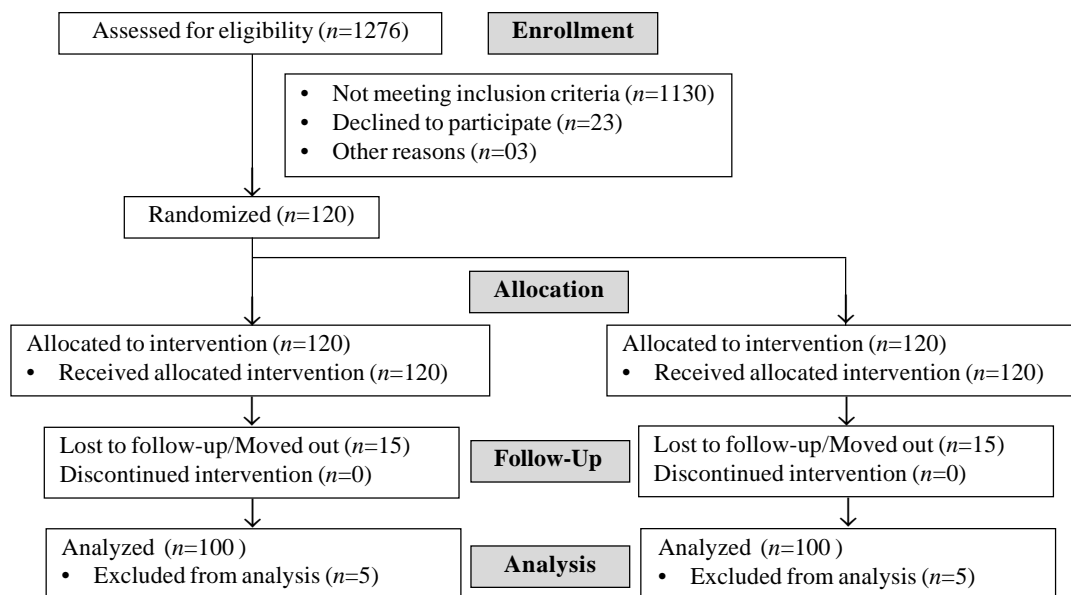 Assessed for eligibility (n=1276)
Enrollment
• Not meeting inclusion criteria (n=1130)
• Declined to participate (n=23)
• Other reasons (n=03)
Randomized (n=120)
Allocation
Allocated to intervention (n=120)
• Received allocated intervention (n=120)
Allocated to intervention (n=120)
• Received allocated intervention (n=120)
Lost to follow-up/Moved out (n=15)
Discontinued intervention (n=0)
Follow-Up
Lost to follow-up/Moved out (n=15)
Discontinued intervention (n=0)
Analyzed (n=100 )
• Excluded from analysis (n=5)
Analysis
Analyzed (n=100)
• Excluded from analysis (n=5)